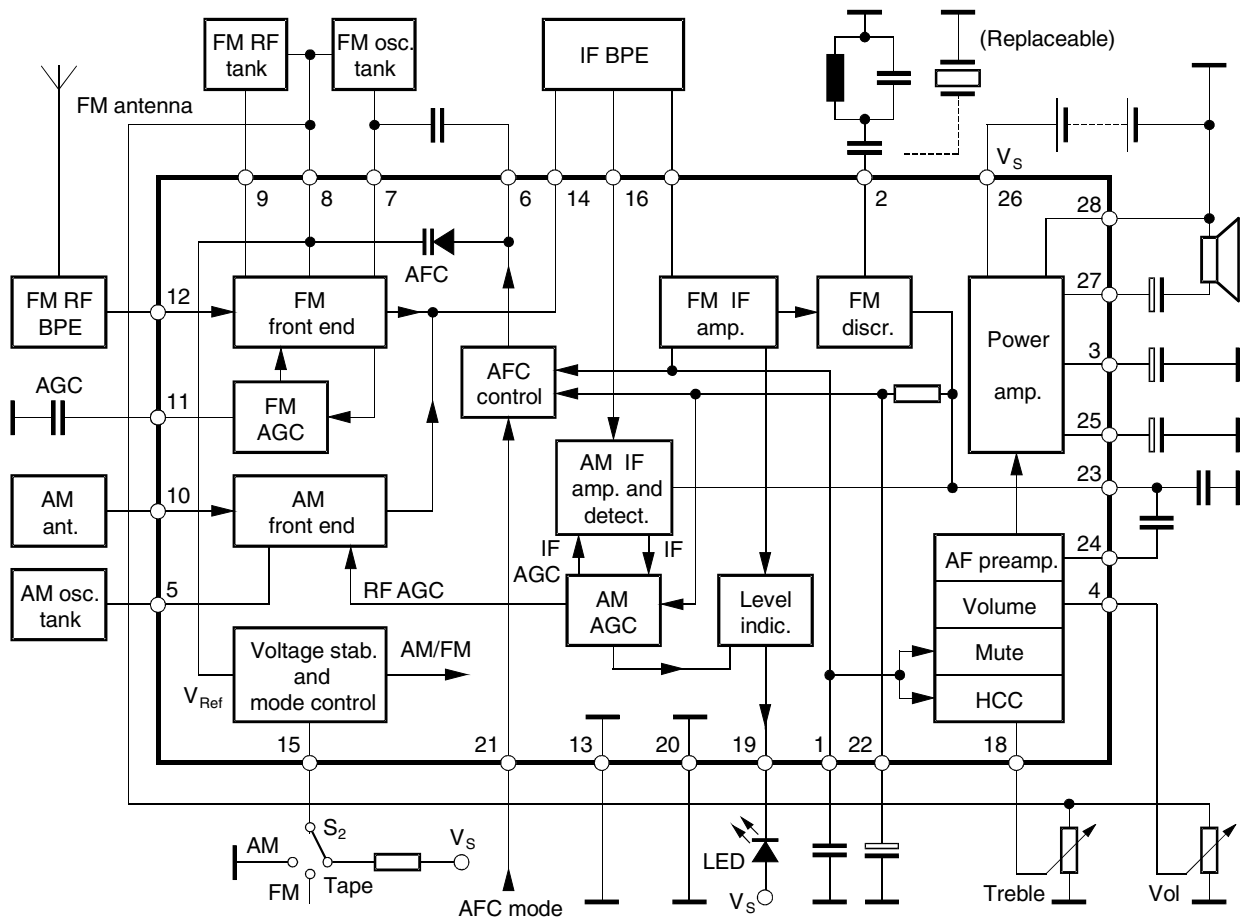 FM RF
tank
FM osc.
tank
IF BPE
(Replaceable)
FM antenna
VS
9
8
7
6
14
16
2
26
28
AFC
FM RF
BPE
12
FM
front end
FM IF
amp.
FM
discr.
27
Power
amp.
3
AFC
control
AGC
11
FM
AGC
25
AM IF
amp. and
detect.
23
AM
ant.
10
AM
front end
IF
AGC
IF
24
AF preamp.
AM osc.
tank
5
RF AGC
AM
AGC
Level
indic.
4
Volume
Voltage stab.
and
mode control
AM/FM
Mute
VRef
HCC
15
21
13
20
19
1
22
18
S2
AM
VS
FM
Tape
LED
VS
AFC mode
Treble
Vol